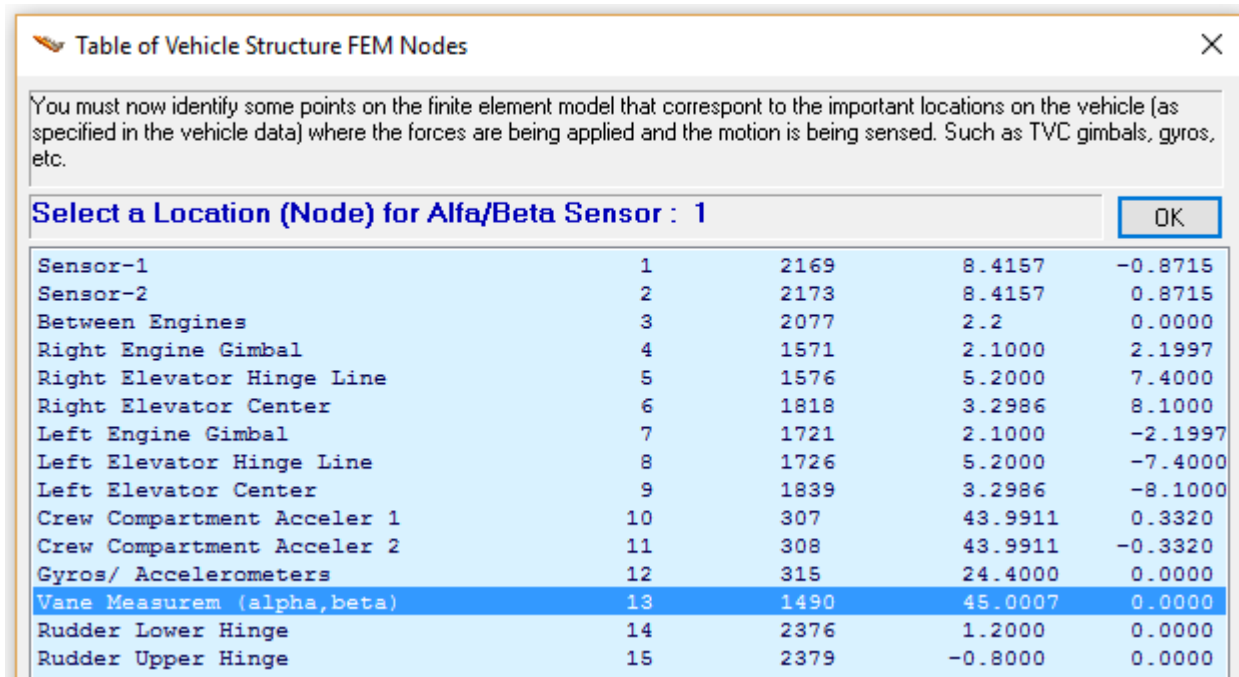 Table of Vehicle Structure FEM Nodes
You must now identify some points on the finite element model that correspont to the important locations on the vehicle (as
specified in the vehicle data) where the forces are being applied and the motion is being sensed. Such as TVC gimbals, gyros,
etc.
Select a Location (Node) for Alfa/Beta Sensor : 1
OK
Sensor-1 1 2169 8.4157 -0.8715
Sensor-2 2 2173 8.4157 0.8715
Between Engines 3 2077 2.2 0.0000
Right Engine Gimbal 4 1571 2.1000 2.1997
Right Elevator Hinge Line 5 1576 5.2000 7.4000
Right Elevator Center 6 1818 3.2986 8.1000
Left Engine Gimbal 7 1721 2.1000 -2.1997
Left Elevator Hinge Line 8 1726 5.2000 -7.4000
Left Elevator Center 9 1839 3.2986 -8.1000
Crew Compartment Acceler 1 10 307 43.9911 0.3320
Crew Compartment Acceler 2 11 308 43.9911 -0.3320
Gyros/ Accelerometers 12 315 24.4000 0.0000
Vane Measurem (alpha,beta) 13 1490 45.0007 0.0000
Rudder Lower Hinge 14 2376 1.2000 0.0000
Rudder Upper Hinge 15 2379 -0.8000 0.0000